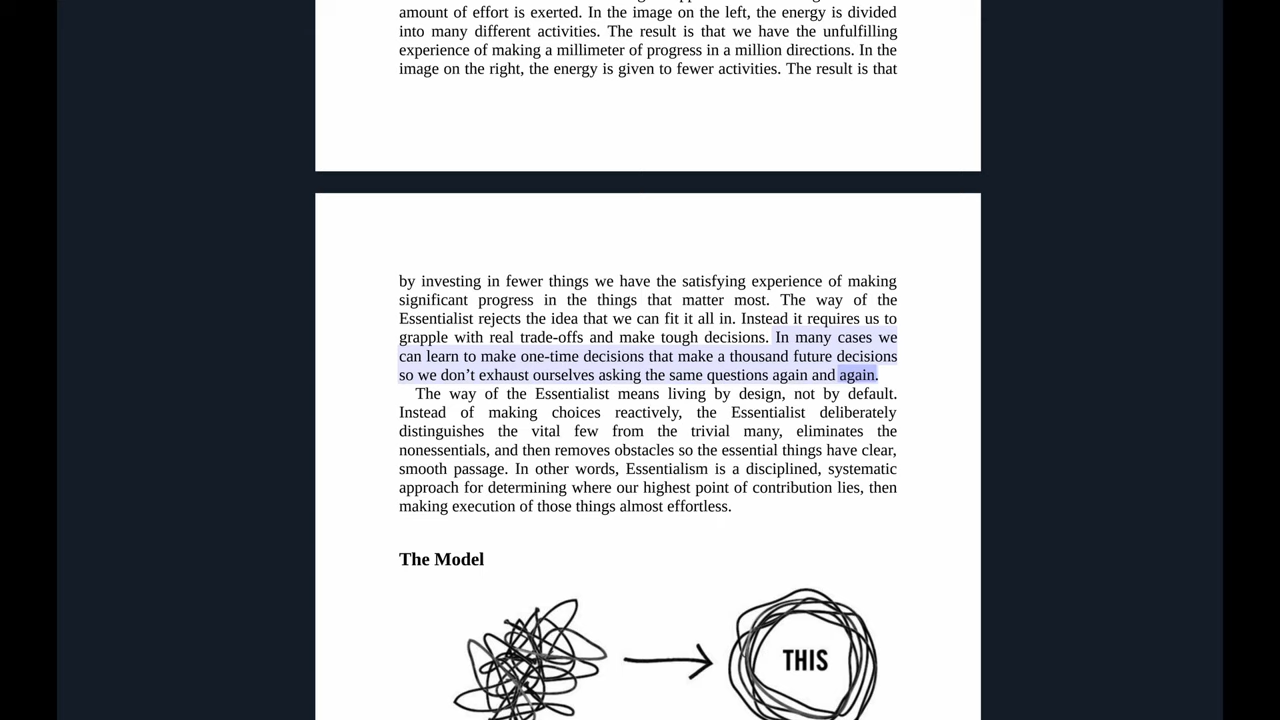 amount of effort is exerted. In the image on the left, the energy is divided
into many different activities. The result is that we have the unfulfilling
experience of making a millimeter of progress in a million directions. In the
image on the right, the energy is given to fewer activities. The result is that
by investing in fewer things we have the satisfying experience of making
significant progress in the things that matter most. The way of the
Essentialist rejects the idea that we can fit it all in. Instead it requires us to
grapple with real trade-offs and make tough decisions. In many cases we
can learn to make one-time decisions that make a thousand future decisions
so we don’t exhaust ourselves asking the same questions again and again.
The way of the Essentialist means living by design, not by default.
Instead of making choices reactively, the Essentialist deliberately
distinguishes the vital few from the trivial many, eliminates the
nonessentials, and then removes obstacles so the essential things have clear,
smooth passage. In other words, Essentialism is a disciplined, systematic
approach for determining where our highest point of contribution lies, then
making execution of those things almost effortless.
The Model
THIS